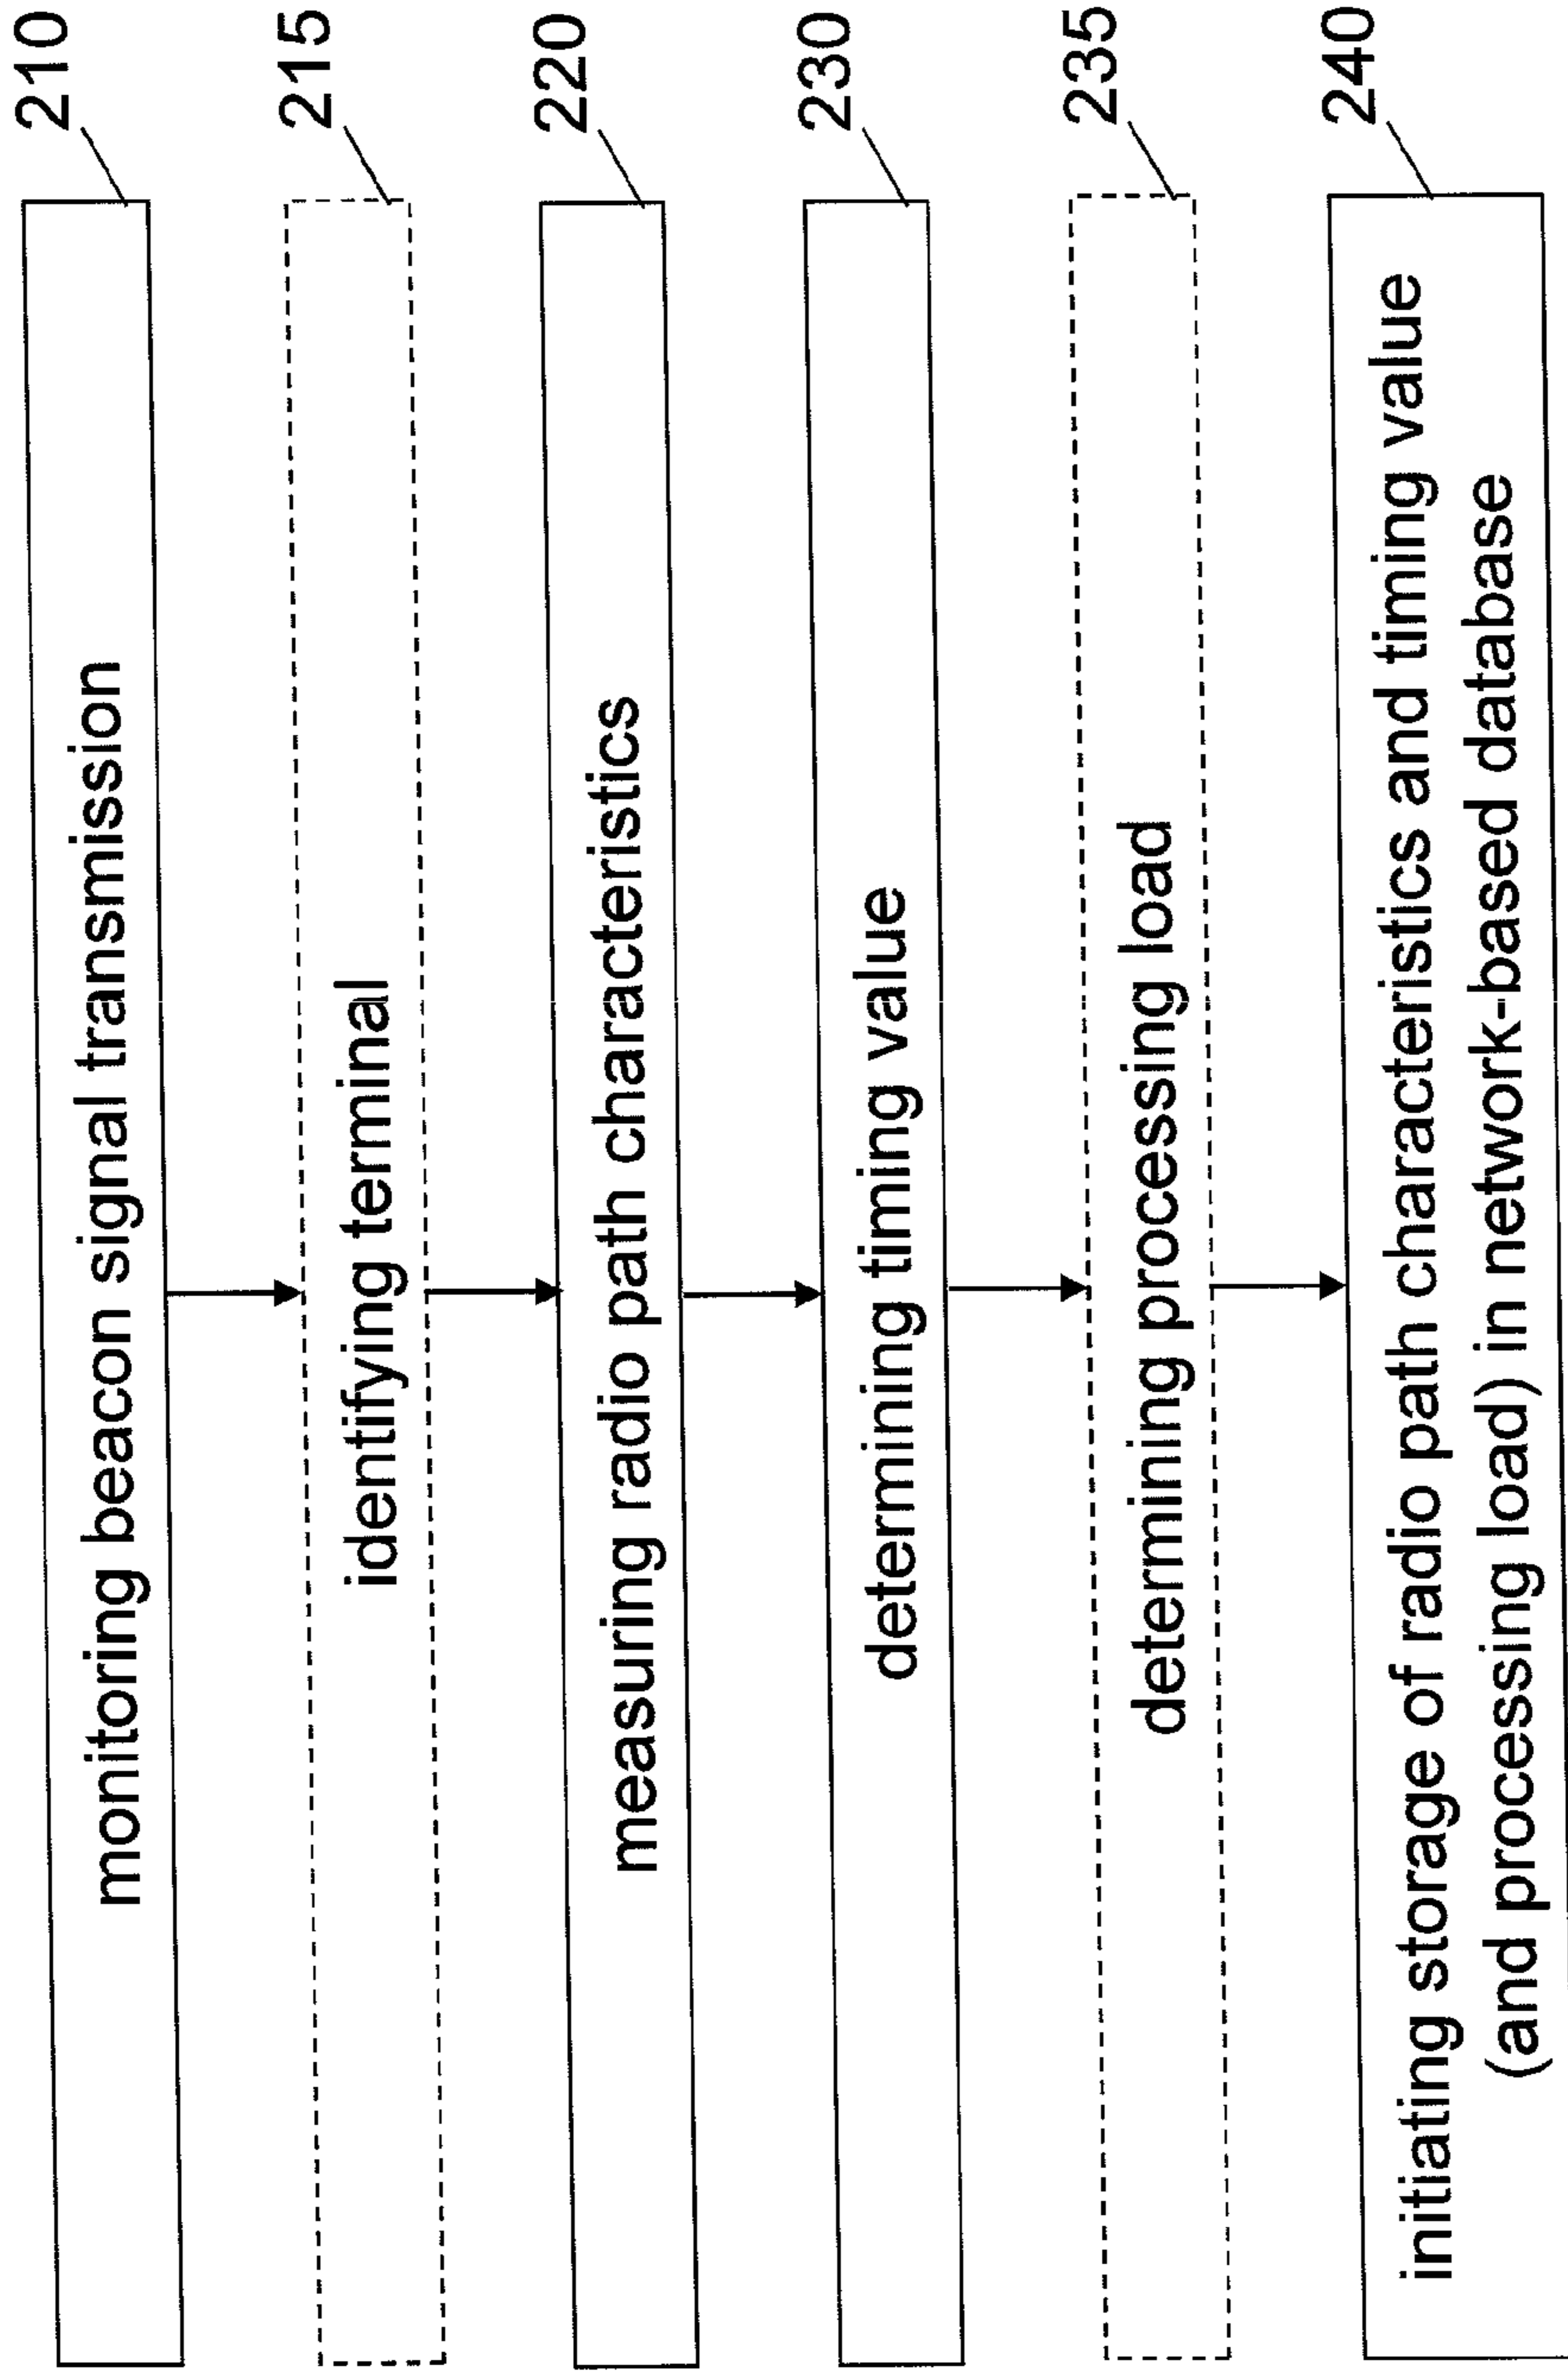 monitoring beacon signal transmission
210
identifying terminal
215
measuring radio path characteristics
220
determining timing value
230
determining processing load
235
initiating storage of radio path characteristics and timing value
(and processing load) in network-based database
240